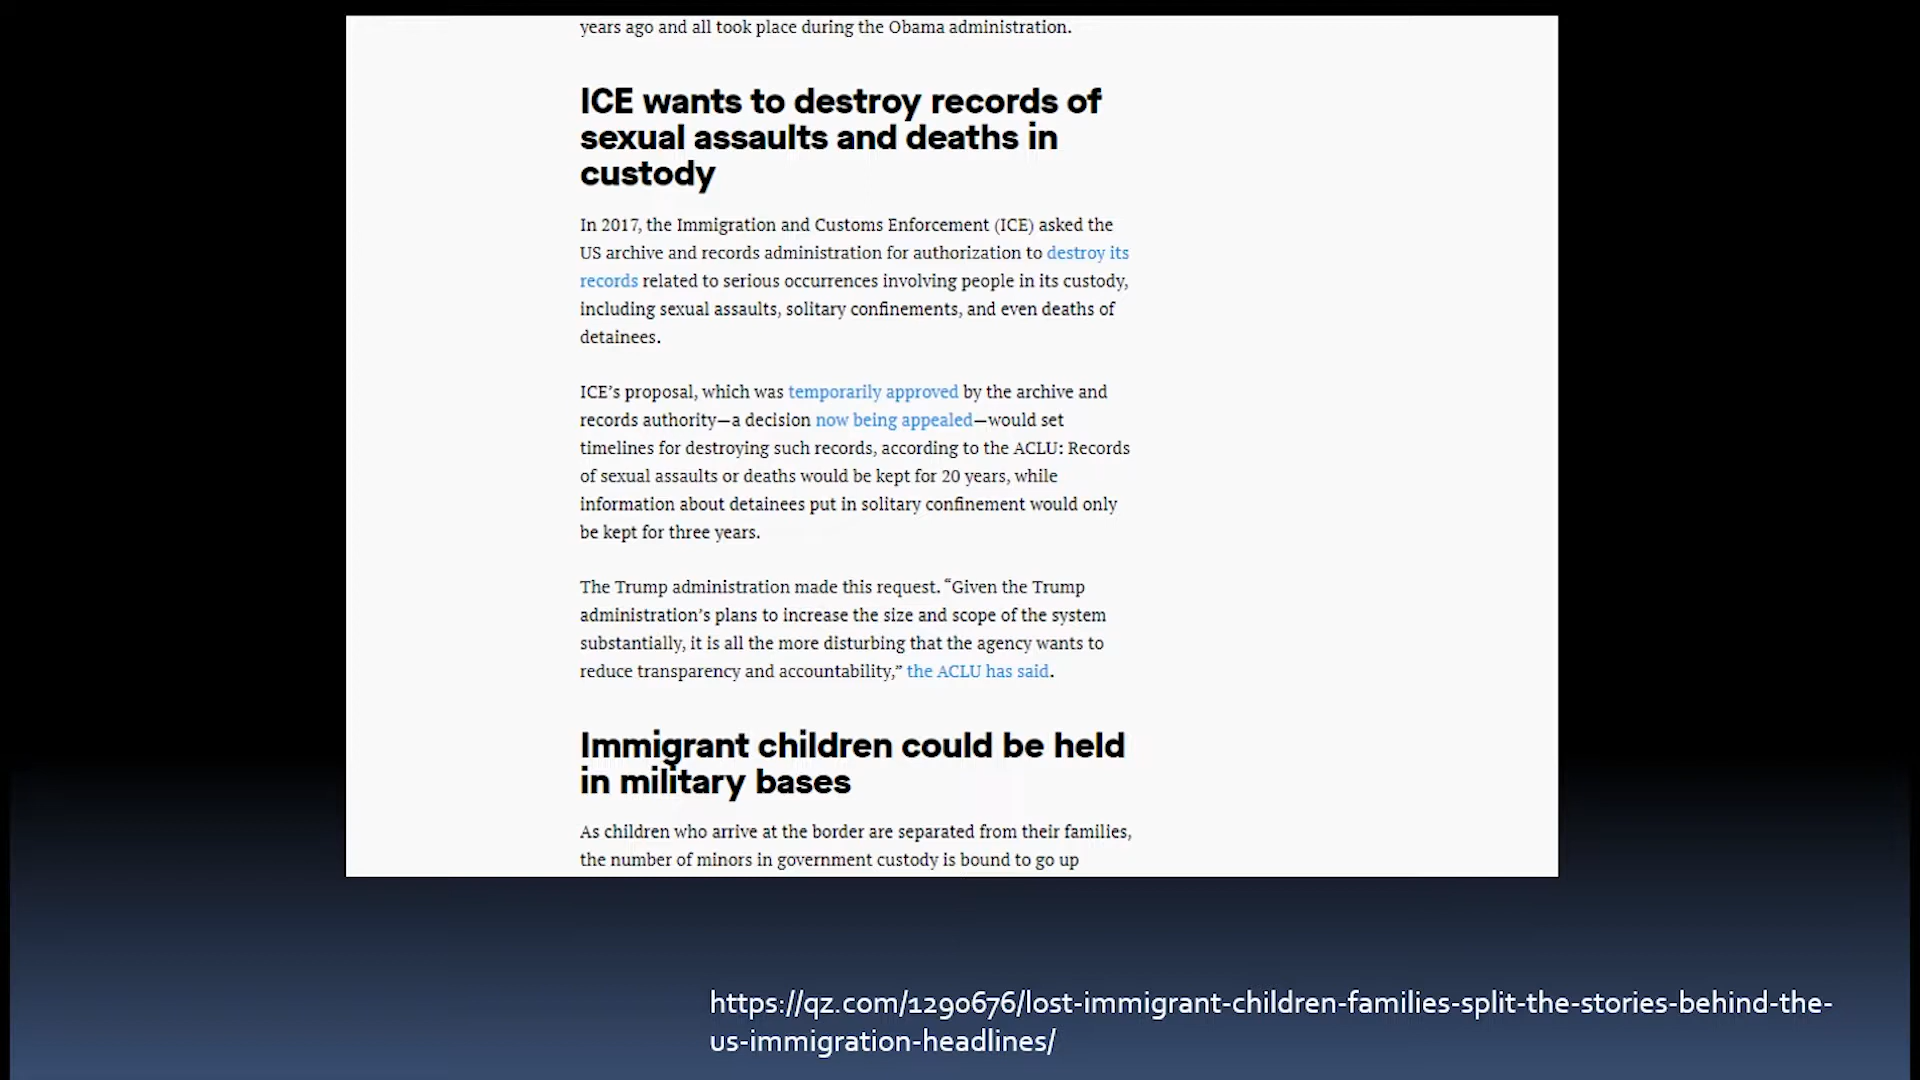 years ago and all took place during the Obama administration.
ICE wants to destroy records of
sexual assaults and deaths in
custody
In 2017, the Immigration and Customs Enforcement (ICE) asked the
US archive and records administration for authorization to destroy its
records related to serious occurrences involving people in its custody,
including sexual assaults, solitary confinements, and even deaths of
detainees.
ICE’s proposal, which was temporarily approved by the archive and
records authority—a decision now being appealed—would set
timelines for destroying such records, according to the ACLU: Records
of sexual assaults or deaths would be kept for 20 years, while
information about detainees put in solitary confinement would only
be kept for three years.
The Trump administration made this request. “Given the Trump
administration’s plans to increase the size and scope of the system
substantially, it is all the more disturbing that the agency wants to
reduce transparency and accountability,” the ACLU has said.
Immigrant children could be held
in military bases
As children who arrive at the border are separated from their families,
the number of minors in government custody is bound to go up
https://qz.com/1290676/lost-immigrant-children-families-split-the-stories-behind-the-
us-immigration-headlines/